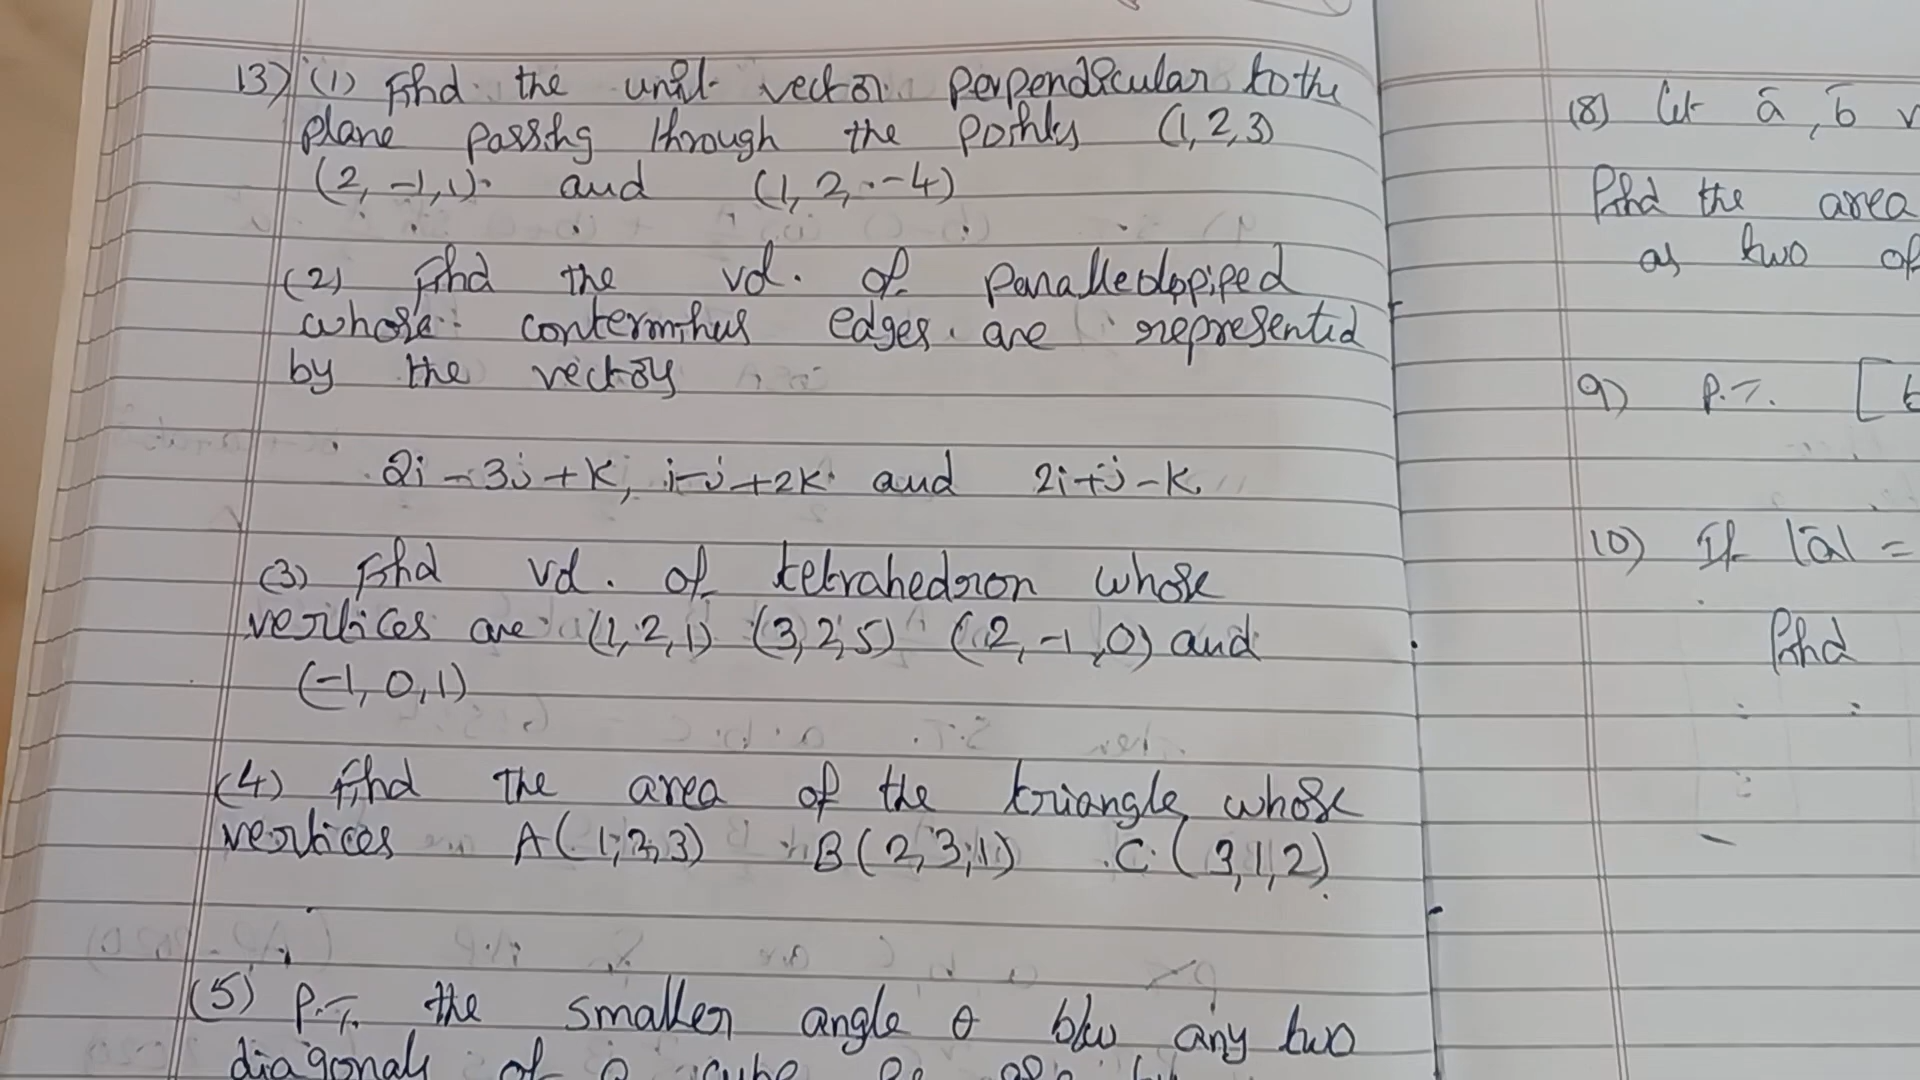 13) (1) Find the unit vector perpendicular to the
plane passing through the points (1,2,3)
(2, -1,1). and (1, 2, -4)
(2) Find the vol. of parallelopiped
whose conterminus edges are represented
by the vectors
2i - 3j + k, i-j+2k and 2i+j-k.
(3) Find vol. of tetrahedron whose
vertices are (1,2,1) (3,2,5) (2,-1,0) and
(-1, 0,1)
(4) Find the area of the triangle whose
vertices A(1,2,3) B(2,3,1) C(3,1,2).
(5) P.T. the smaller angle θ b/w any two
diagonals of a cube
(8) Let ā, b̄
Find the area
as two of
9) P.T. [
10) If |ā| =
Find